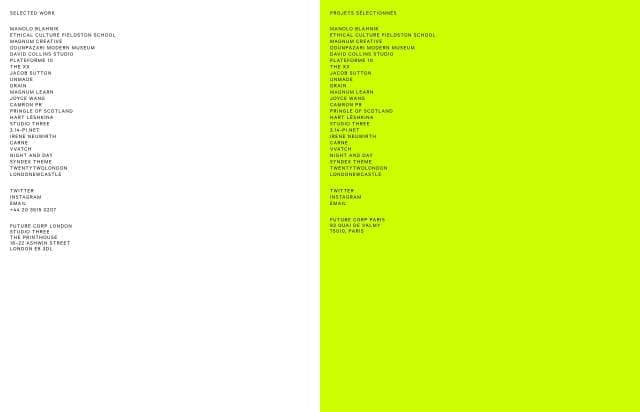 SELECTED WORK
MANOLO BLAHNIK
ETHICAL CULTURE FIELDSTON SCHOOL
MAGNUM CREATIVE
ODUNPAZARI MODERN MUSEUM
DAVID COLLINS STUDIO
PLATEFORME 10
THE XX
JACOB SUTTON
UNMADE
GRAIN
MAGNUM LEARN
JOYCE WANG
CAMRON PR
PRINGLE OF SCOTLAND
HART LËSHKINA
STUDIO THREE
3.14-PI.NET
IRENE NEUWIRTH
CARNE
VVATCH
NIGHT AND DAY
SYNDEX THEME
TWENTYTWOLONDON
LONDONEWCASTLE
TWITTER
INSTAGRAM
EMAIL
+44 20 3619 0207
FUTURE CORP LONDON
STUDIO THREE
THE PRINTHOUSE
18-22 ASHWIN STREET
LONDON E8 3DL
PROJETS SÉLECTIONNÉS
MANOLO BLAHNIK
ETHICAL CULTURE FIELDSTON SCHOOL
MAGNUM CREATIVE
ODUNPAZARI MODERN MUSEUM
DAVID COLLINS STUDIO
PLATEFORME 10
THE XX
JACOB SUTTON
UNMADE
GRAIN
MAGNUM LEARN
JOYCE WANG
CAMRON PR
PRINGLE OF SCOTLAND
HART LËSHKINA
STUDIO THREE
3.14-PI.NET
IRENE NEUWIRTH
CARNE
VVATCH
NIGHT AND DAY
SYNDEX THEME
TWENTYTWOLONDON
LONDONEWCASTLE
TWITTER
INSTAGRAM
EMAIL
FUTURE CORP PARIS
93 QUAI DE VALMY
75010, PARIS